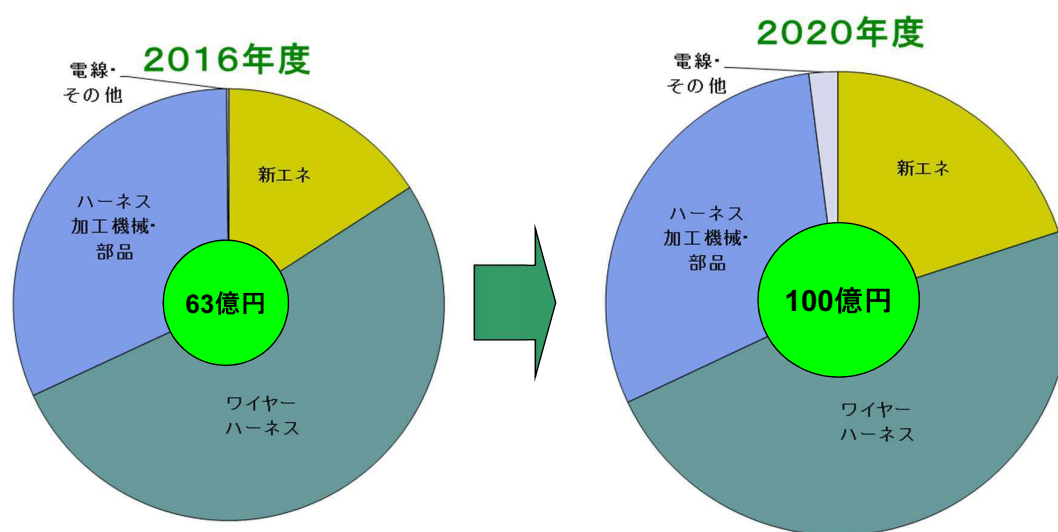 2016年度
電線・
その他
新エネ
ハーネス
加工機械・
部品
63億円
ワイヤー
ハーネス
2020年度
電線・
その他
新エネ
ハーネス
加工機械・
部品
100億円
ワイヤー
ハーネス